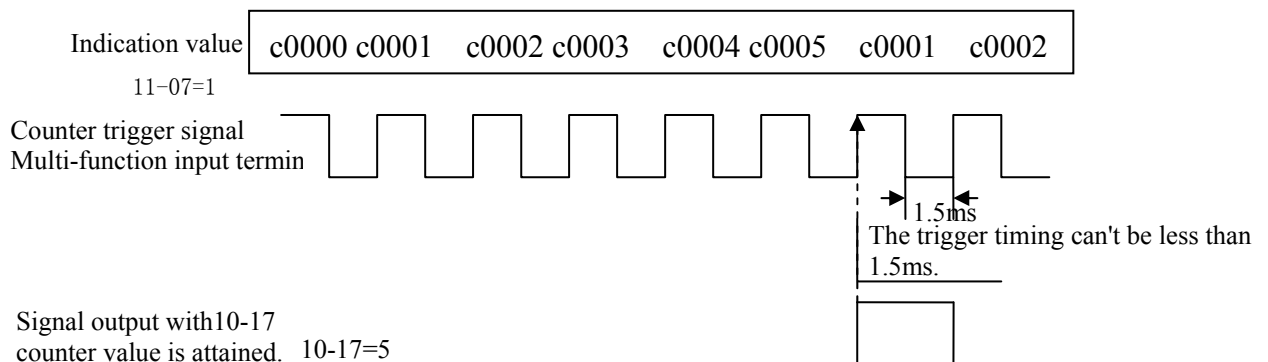 Indication value c0000 c0001 c0002 c0003 c0004 c0005 c0001 c0002
11-07=1
Counter trigger signal
Multi-function input termin
1.5ms
The trigger timing can't be less than
1.5ms.
Signal output with10-17
counter value is attained. 10-17=5